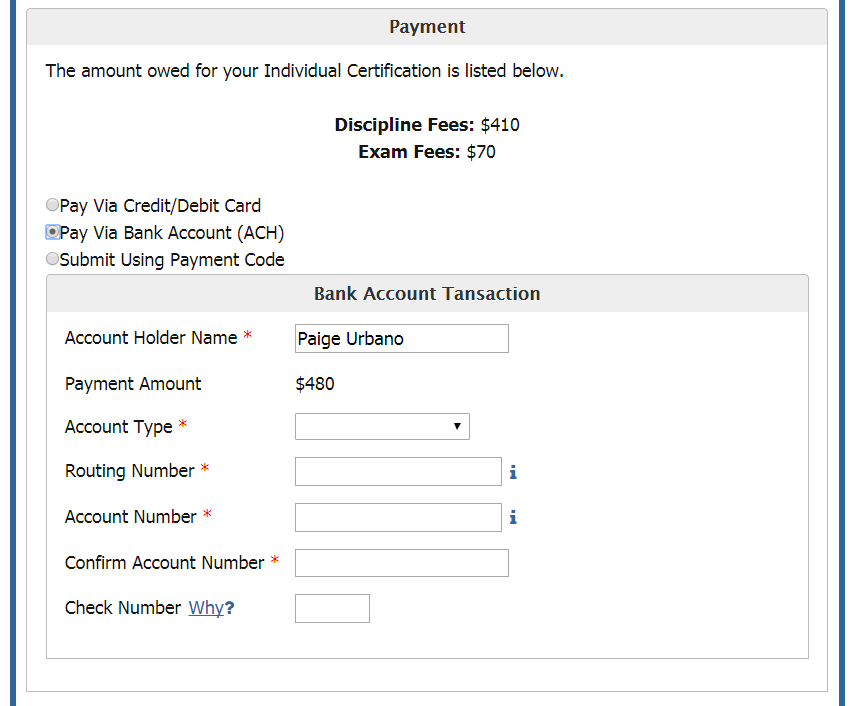 Payment
The amount owed for your Individual Certification is listed below.
Discipline Fees: $410
Exam Fees: $70
Pay Via Credit/Debit Card
Pay Via Bank Account (ACH)
Submit Using Payment Code
Bank Account Tansaction
Account Holder Name * Paige Urbano
Payment Amount $480
Account Type *
Routing Number * i
Account Number * i
Confirm Account Number *
Check Number Why?